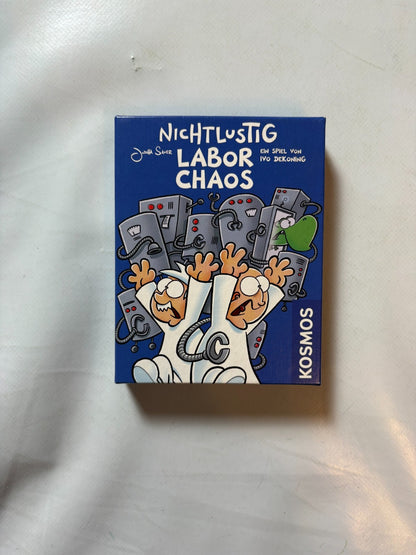 NICHTLUSTIG
LABOR
CHAOS
EIN SPIEL VON
IVO DEKONING
KOSMOS